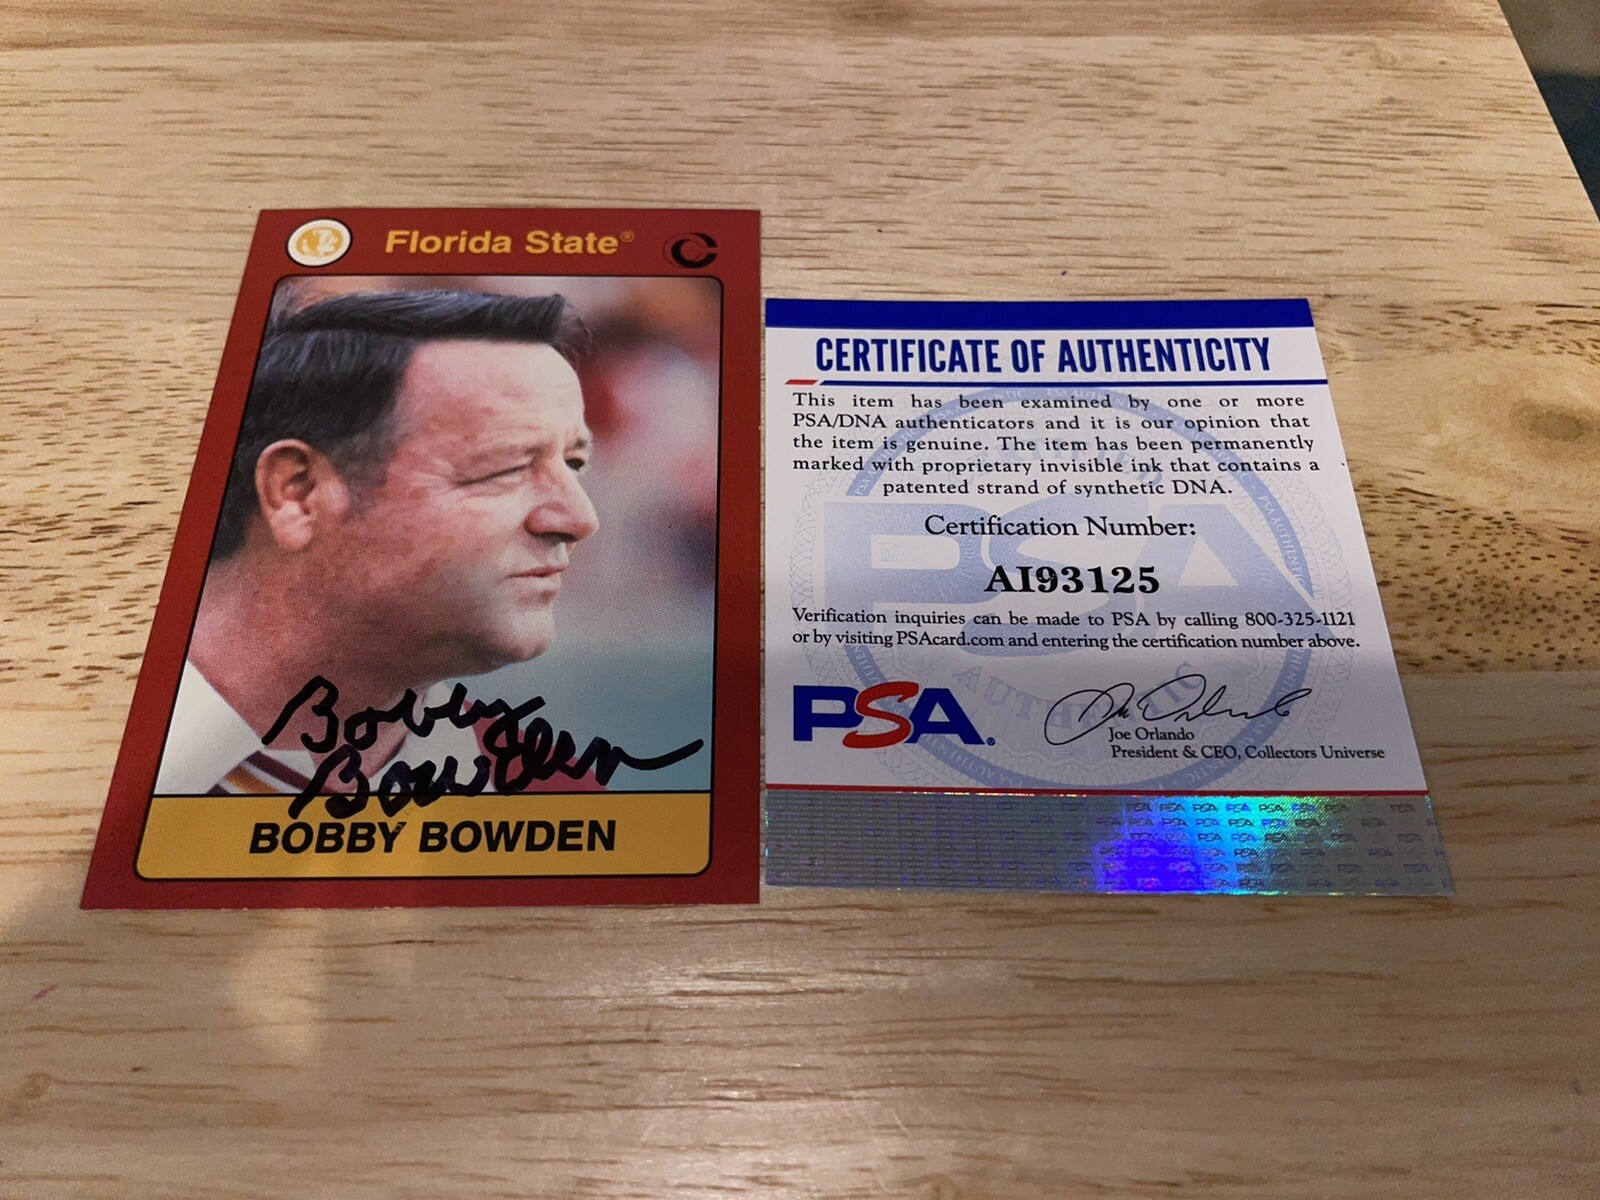 Florida State®
Bobby
Bowden
BOBBY BOWDEN
CERTIFICATE OF AUTHENTICITY
This item has been examined by one or more
PSA/DNA authenticators and it is our opinion that
the item is genuine. The item has been permanently
marked with proprietary invisible ink that contains a
patented strand of synthetic DNA.
Certification Number:
AI93125
Verification inquiries can be made to PSA by calling 800-325-1121
or by visiting PSAcard.com and entering the certification number above.
PSA®
Joe Orlando
Joe Orlando
President & CEO, Collectors Universe